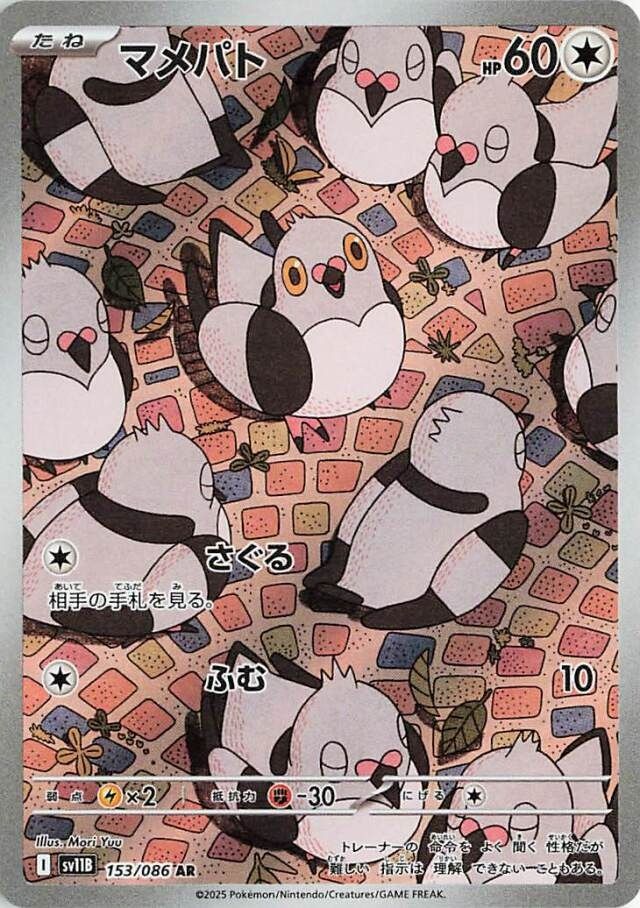 たね マメパト HP60
さぐる
相手の手札を見る。
ふむ 10
弱点 ×2 抵抗力 -30 にげる
Illus. Mori Yuu
トレーナーの 命令を よく 聞く 性格だが
難しい 指示は 理解 できない こともある。
I sv11B 153/086 AR
©2025 Pokémon/Nintendo/Creatures/GAME FREAK.